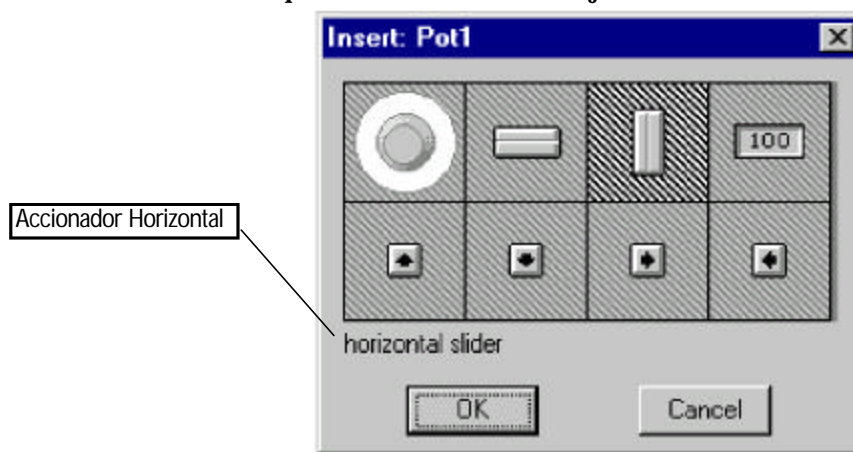 Insert: Pot1
100
Accionador Horizontal
horizontal slider
OK
Cancel